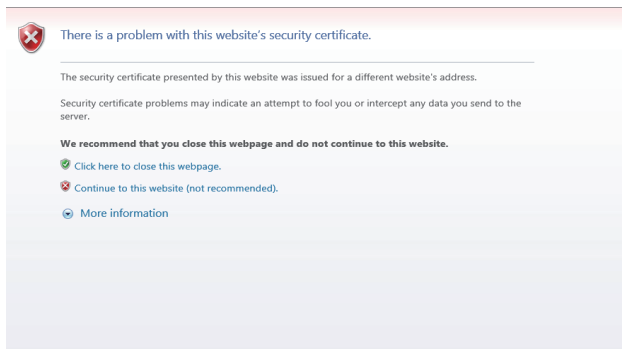 There is a problem with this website's security certificate.
The security certificate presented by this website was issued for a different website's address.
Security certificate problems may indicate an attempt to fool you or intercept any data you send to the
server.
We recommend that you close this webpage and do not continue to this website.
Click here to close this webpage.
Continue to this website (not recommended).
More information